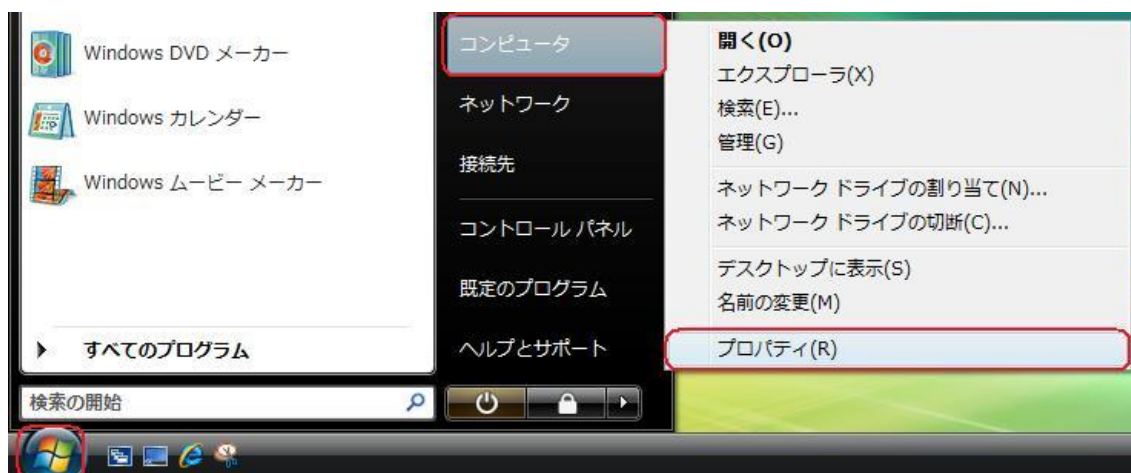 Windows DVD メーカー
Windows カレンダー
Windows ムービー メーカー
すべてのプログラム
検索の開始
コンピュータ
ネットワーク
接続先
コントロール パネル
既定のプログラム
ヘルプとサポート
開く(O)
エクスプローラ(X)
検索(E)...
管理(G)
ネットワーク ドライブの割り当て(N)...
ネットワーク ドライブの切断(C)...
デスクトップに表示(S)
名前の変更(M)
プロパティ(R)